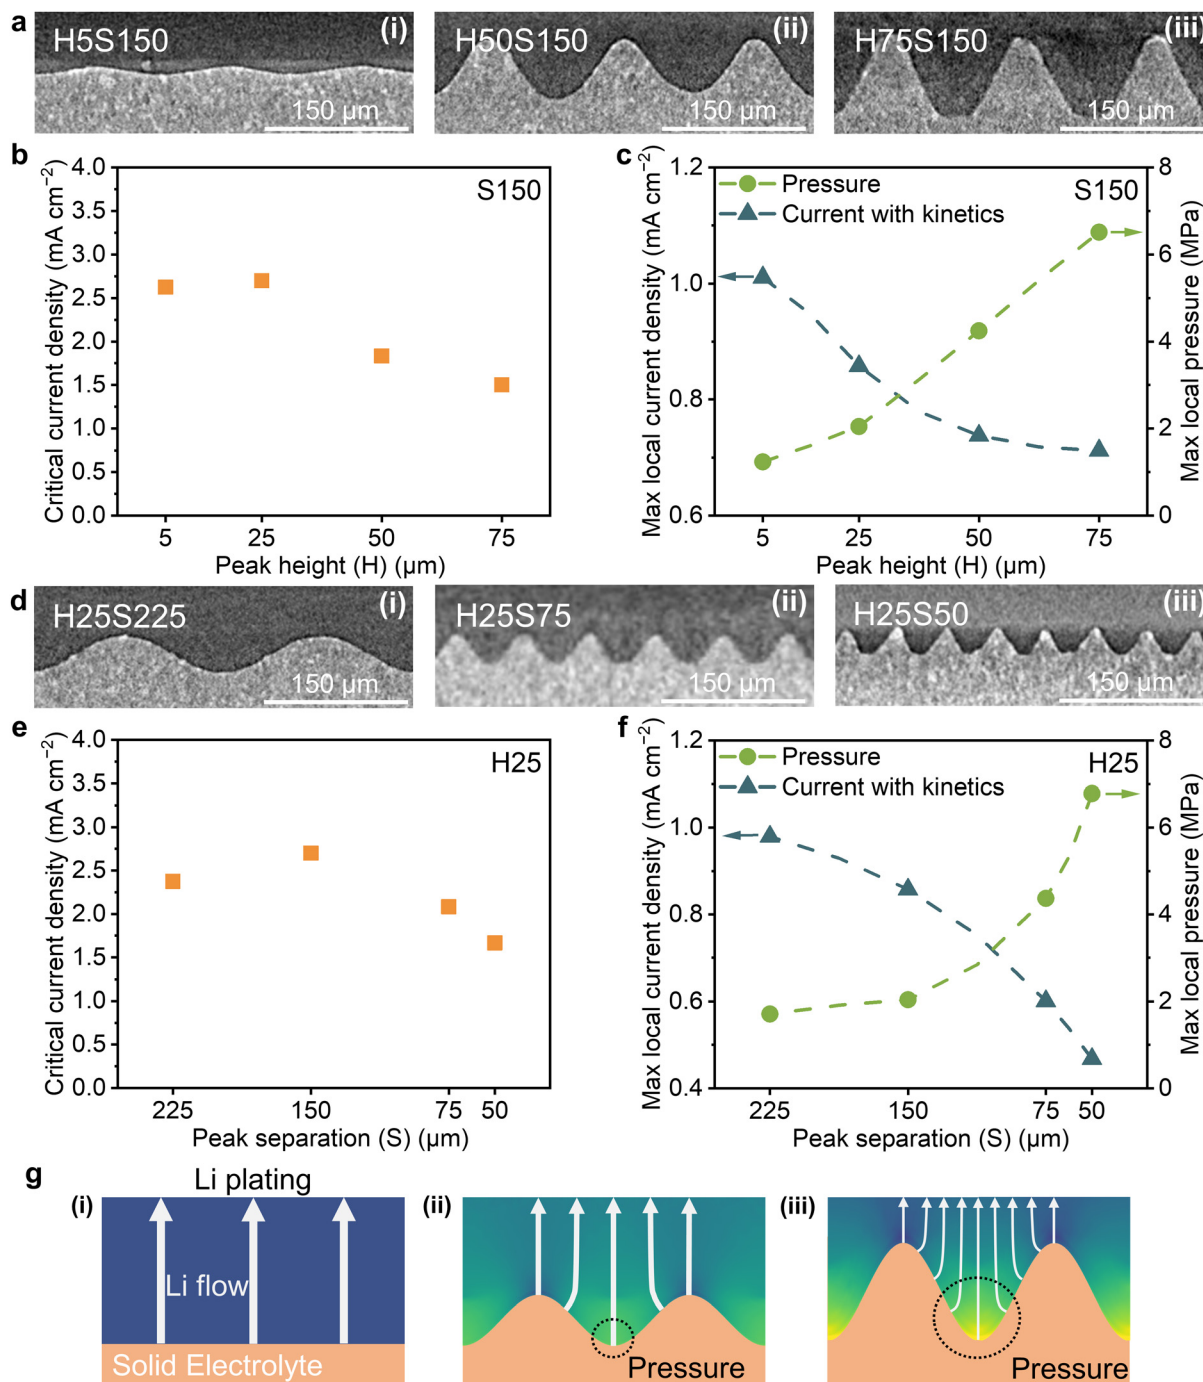 a
H5S150
(i)
150 µm
H50S150
(ii)
150 µm
H75S150
(iii)
150 µm
b
Critical current density (mA cm⁻²)
4.0
3.5
3.0
2.5
2.0
1.5
1.0
0.5
0.0
S150
5 25 50 75
Peak height (H) (µm)
c
Max local current density (mA cm⁻²)
1.2
1.0
0.8
0.6
Pressure
Current with kinetics
S150
8
6
4
2
0
Max local pressure (MPa)
5 25 50 75
Peak height (H) (µm)
d
H25S225
(i)
150 µm
H25S75
(ii)
150 µm
H25S50
(iii)
150 µm
e
Critical current density (mA cm⁻²)
4.0
3.5
3.0
2.5
2.0
1.5
1.0
0.5
0.0
H25
225 150 75 50
Peak separation (S) (µm)
f
Max local current density (mA cm⁻²)
1.2
1.0
0.8
0.6
0.4
Pressure
Current with kinetics
H25
8
6
4
2
0
Max local pressure (MPa)
225 150 75 50
Peak separation (S) (µm)
g
Li plating
(i)
Li flow
Solid Electrolyte
(ii)
Pressure
(iii)
Pressure